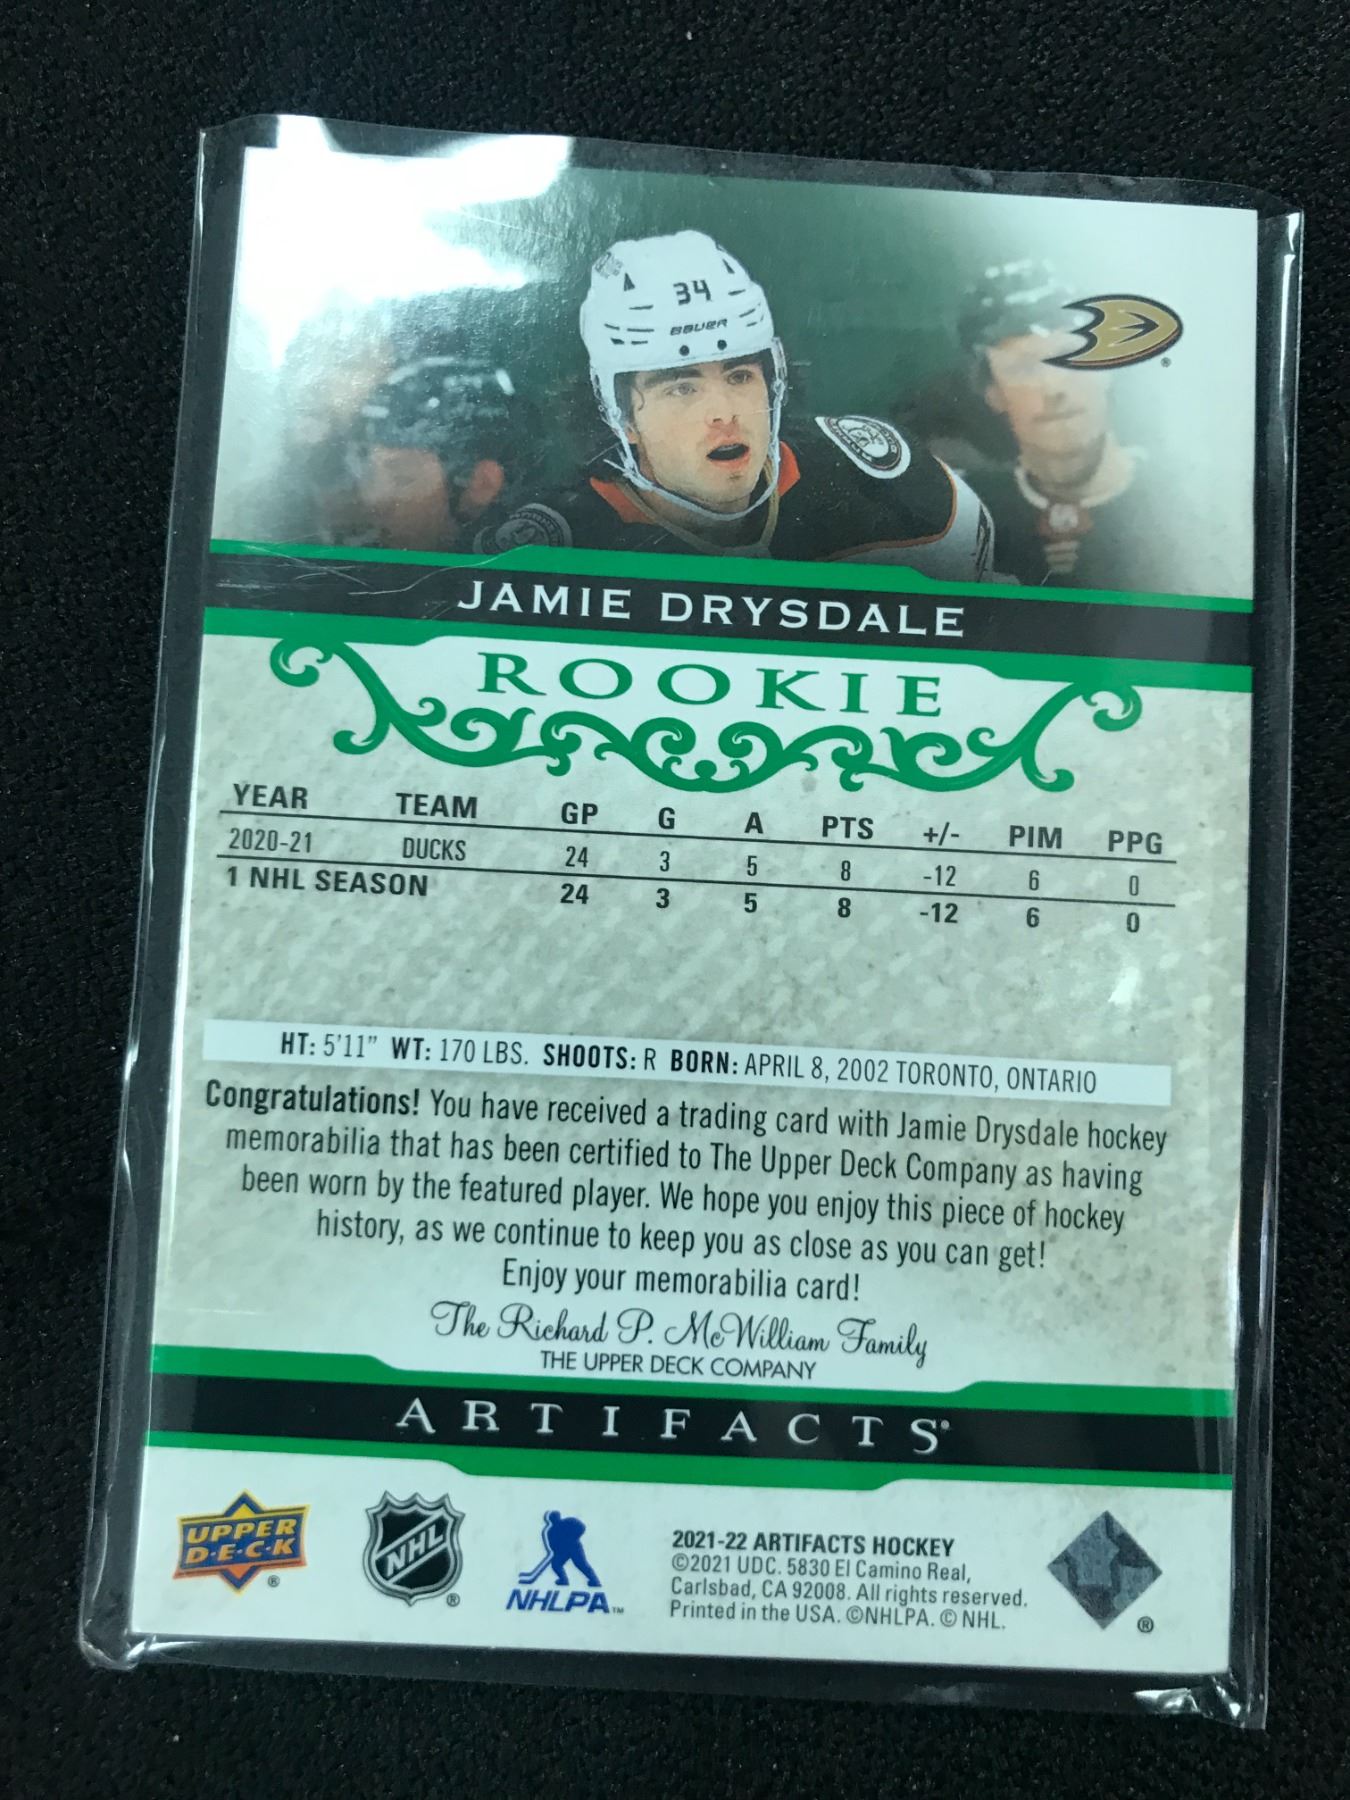 34
BAUER
JAMIE DRYSDALE
ROOKIE
YEAR TEAM GP G A PTS +/- PIM PPG
2020-21 DUCKS 24 3 5 8 -12 6 0
1 NHL SEASON 24 3 5 8 -12 6 0
HT: 5'11" WT: 170 LBS. SHOOTS: R BORN: APRIL 8, 2002 TORONTO, ONTARIO
Congratulations! You have received a trading card with Jamie Drysdale hockey
memorabilia that has been certified to The Upper Deck Company as having
been worn by the featured player. We hope you enjoy this piece of hockey
history, as we continue to keep you as close as you can get!
Enjoy your memorabilia card!
The Richard P. McWilliam Family
THE UPPER DECK COMPANY
ARTIFACTS®
UPPER
D·E·C·K
®
NHL
®
NHLPA™
2021-22 ARTIFACTS HOCKEY
©2021 UDC. 5830 El Camino Real,
Carlsbad, CA 92008. All rights reserved.
Printed in the USA. ©NHLPA. © NHL.
®